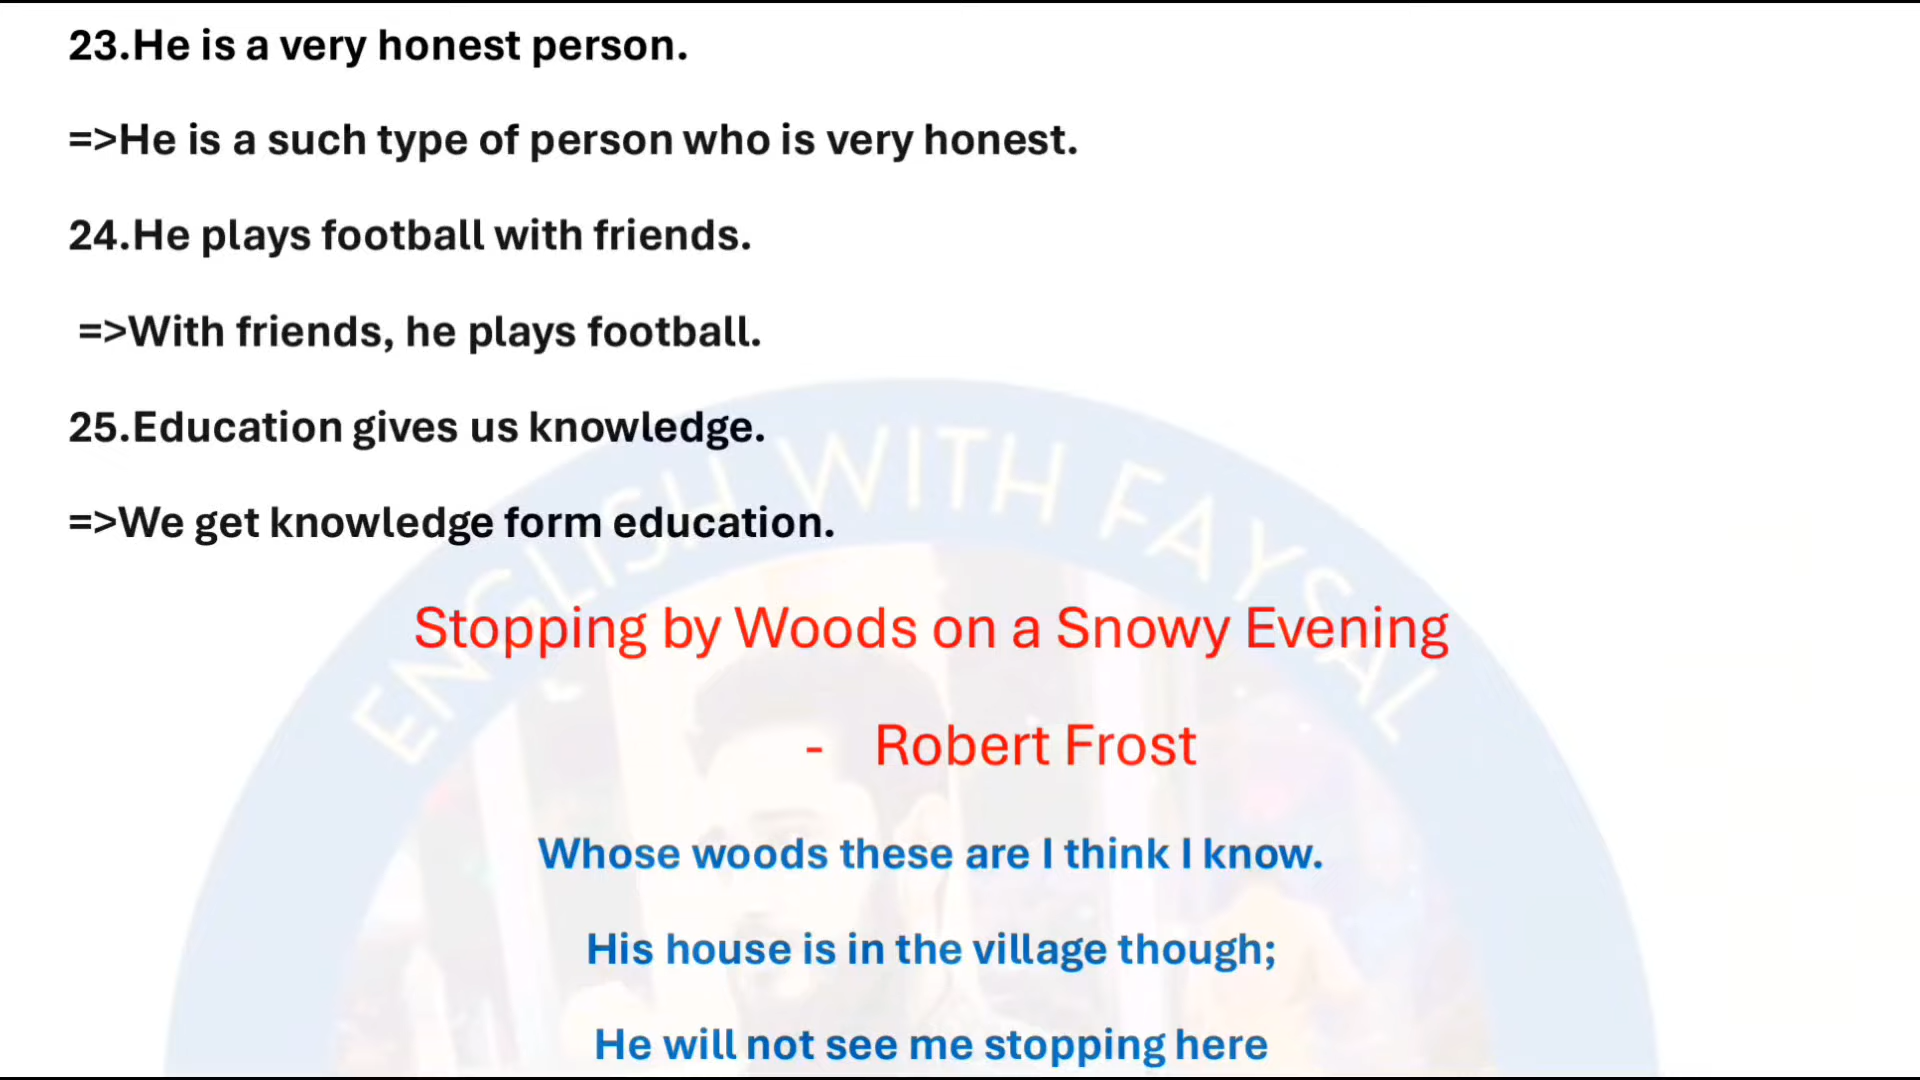 23.He is a very honest person.
=>He is a such type of person who is very honest.
24.He plays football with friends.
=>With friends, he plays football.
25.Education gives us knowledge.
=>We get knowledge form education.
ENGLISH WITH FAYSAL
Stopping by Woods on a Snowy Evening
- Robert Frost
Whose woods these are I think I know.
His house is in the village though;
He will not see me stopping here